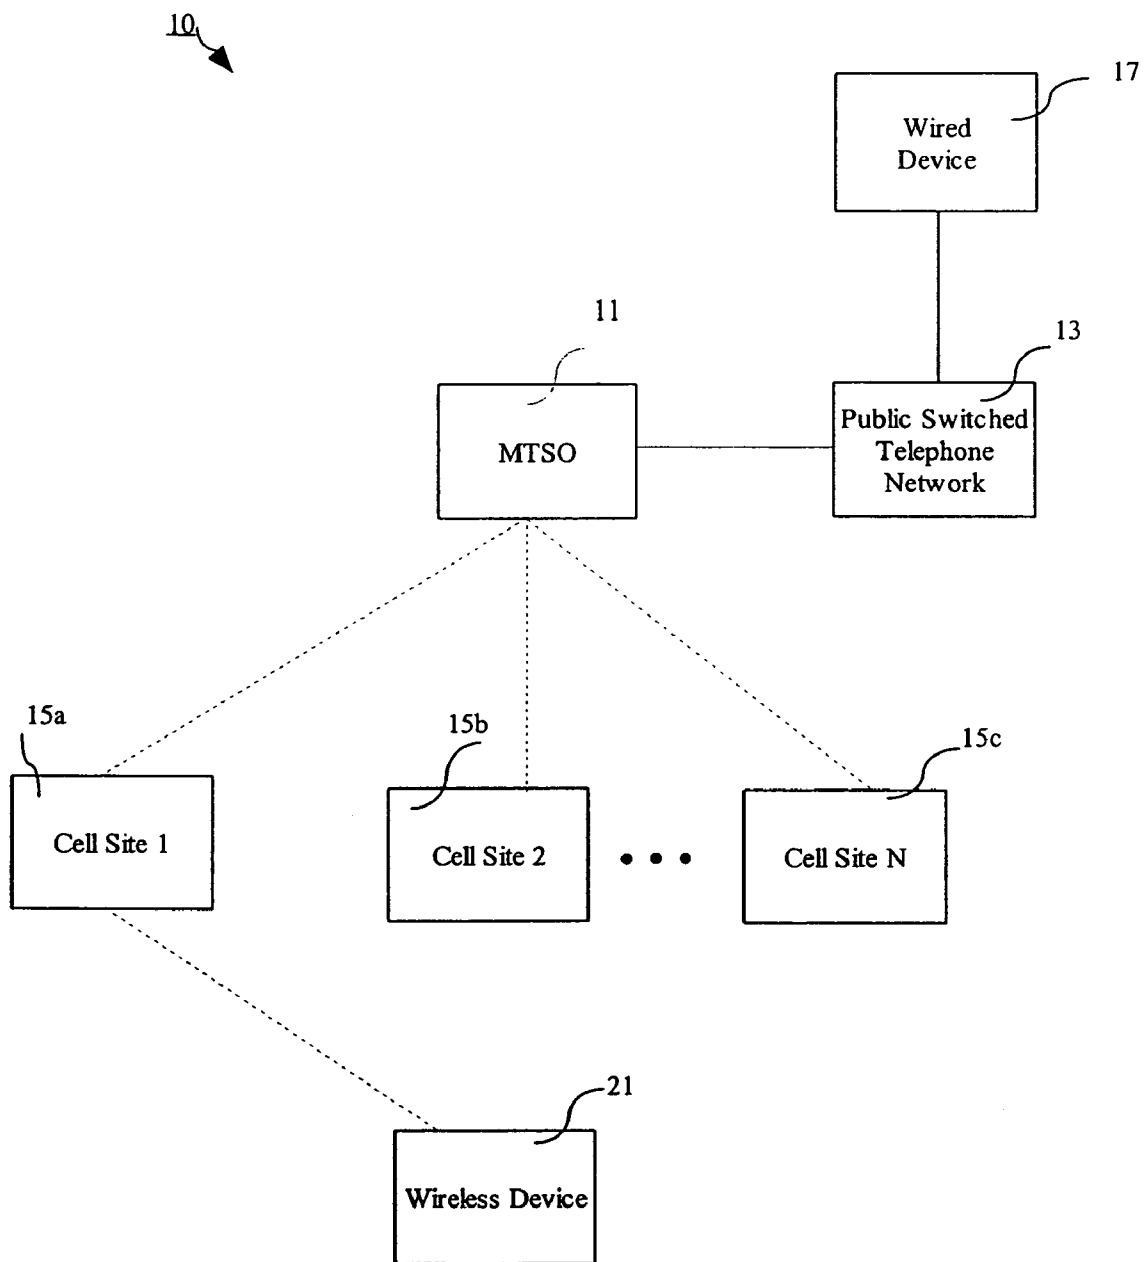 10
17
Wired
Device
11
13
MTSO
Public Switched
Telephone
Network
15a
15b
15c
Cell Site 1
Cell Site 2
Cell Site N
21
Wireless Device